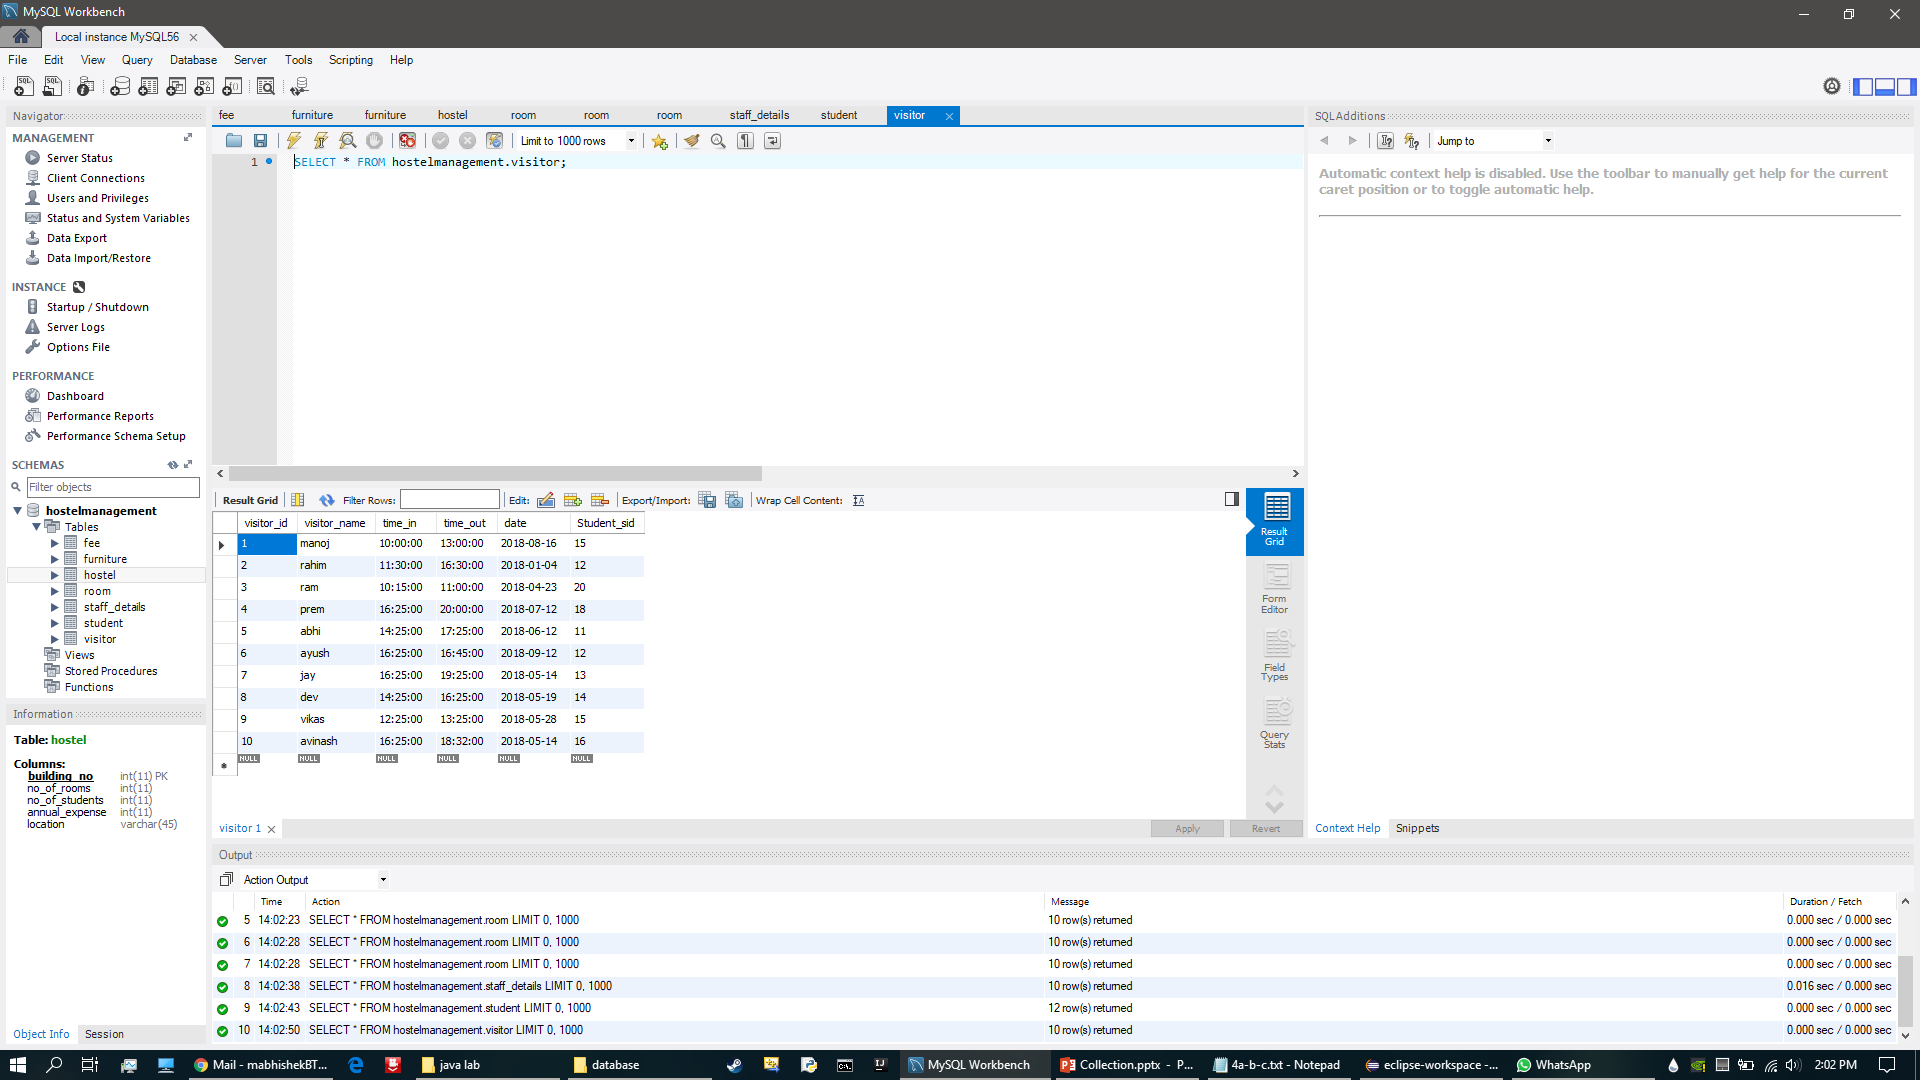 MySQL Workbench
Local instance MySQL56
File Edit View Query Database Server Tools Scripting Help
Navigator
MANAGEMENT
Server Status
Client Connections
Users and Privileges
Status and System Variables
Data Export
Data Import/Restore
INSTANCE
Startup / Shutdown
Server Logs
Options File
PERFORMANCE
Dashboard
Performance Reports
Performance Schema Setup
SCHEMAS
Filter objects
hostelmanagement
Tables
fee
furniture
hostel
room
staff_details
student
visitor
Views
Stored Procedures
Functions
Information
Table: hostel
Columns:
building_no int(11) PK
no_of_rooms int(11)
no_of_students int(11)
annual_expense int(11)
location varchar(45)
Object Info Session
fee furniture furniture hostel room room room staff_details student visitor
Limit to 1000 rows
1 SELECT * FROM hostelmanagement.visitor;
Result Grid Filter Rows: Edit: Export/Import: Wrap Cell Content:
visitor_id visitor_name time_in time_out date Student_sid
1 manoj 10:00:00 13:00:00 2018-08-16 15
2 rahim 11:30:00 16:30:00 2018-01-04 12
3 ram 10:15:00 11:00:00 2018-04-23 20
4 prem 16:25:00 20:00:00 2018-07-12 18
5 abhi 14:25:00 17:25:00 2018-06-12 11
6 ayush 16:25:00 16:45:00 2018-09-12 12
7 jay 16:25:00 19:25:00 2018-05-14 13
8 dev 14:25:00 16:25:00 2018-05-19 14
9 vikas 12:25:00 13:25:00 2018-05-28 15
10 avinash 16:25:00 18:32:00 2018-05-14 16
NULL NULL NULL NULL NULL NULL
Result Grid
Form Editor
Field Types
Query Stats
visitor 1 Apply Revert
SQLAdditions
Jump to
Automatic context help is disabled. Use the toolbar to manually get help for the current
caret position or to toggle automatic help.
Context Help Snippets
Output
Action Output
Time Action Message Duration / Fetch
5 14:02:23 SELECT * FROM hostelmanagement.room LIMIT 0, 1000 10 row(s) returned 0.000 sec / 0.000 sec
6 14:02:28 SELECT * FROM hostelmanagement.room LIMIT 0, 1000 10 row(s) returned 0.000 sec / 0.000 sec
7 14:02:28 SELECT * FROM hostelmanagement.room LIMIT 0, 1000 10 row(s) returned 0.000 sec / 0.000 sec
8 14:02:38 SELECT * FROM hostelmanagement.staff_details LIMIT 0, 1000 10 row(s) returned 0.016 sec / 0.000 sec
9 14:02:43 SELECT * FROM hostelmanagement.student LIMIT 0, 1000 12 row(s) returned 0.000 sec / 0.000 sec
10 14:02:50 SELECT * FROM hostelmanagement.visitor LIMIT 0, 1000 10 row(s) returned 0.000 sec / 0.000 sec
Mail - mabhishekBT... java lab database MySQL Workbench Collection.pptx - P... 4a-b-c.txt - Notepad eclipse-workspace -... WhatsApp 2:02 PM